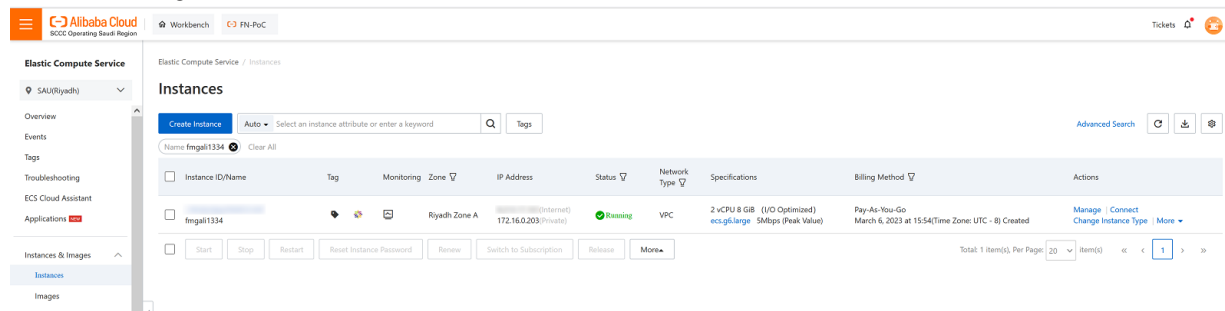 Alibaba Cloud
SCCC Operating Saudi Region
Workbench
FN-PoC
Tickets
Elastic Compute Service
SAU(Riyadh)
Overview
Events
Tags
Troubleshooting
ECS Cloud Assistant
Applications NEW
Instances & Images
Instances
Images
Elastic Compute Service / Instances
Instances
Create Instance
Auto
Select an instance attribute or enter a keyword
Tags
Advanced Search
Name fmgali1334
Clear All
Instance ID/Name Tag Monitoring Zone IP Address Status Network Type Specifications Billing Method Actions
fmgali1334
Riyadh Zone A
(Internet)
172.16.0.203(Private)
Running
VPC
2 vCPU 8 GiB (I/O Optimized)
ecs.g6.large 5Mbps (Peak Value)
Pay-As-You-Go
March 6, 2023 at 15:54(Time Zone: UTC - 8) Created
Manage | Connect
Change Instance Type | More
Start Stop Restart Reset Instance Password Renew Switch to Subscription Release More
Total: 1 item(s), Per Page: 20 item(s) « < 1 > »